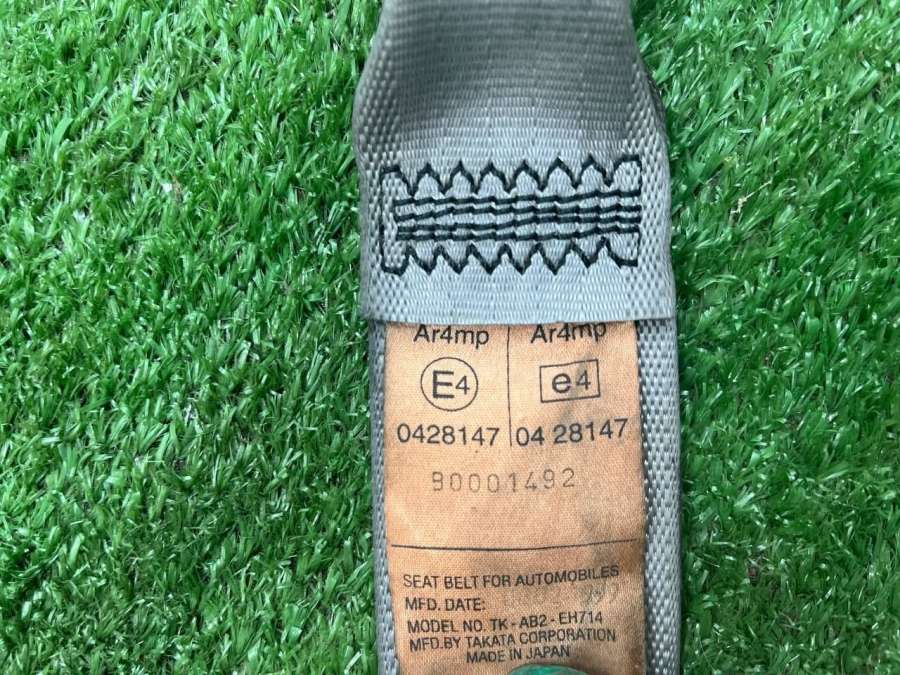 Ar4mp Ar4mp
E4 e4
0428147 04 28147
90001492
SEAT BELT FOR AUTOMOBILES
MFD. DATE:
MODEL NO. TK - AB2 - EH714
MFD.BY TAKATA CORPORATION
MADE IN JAPAN